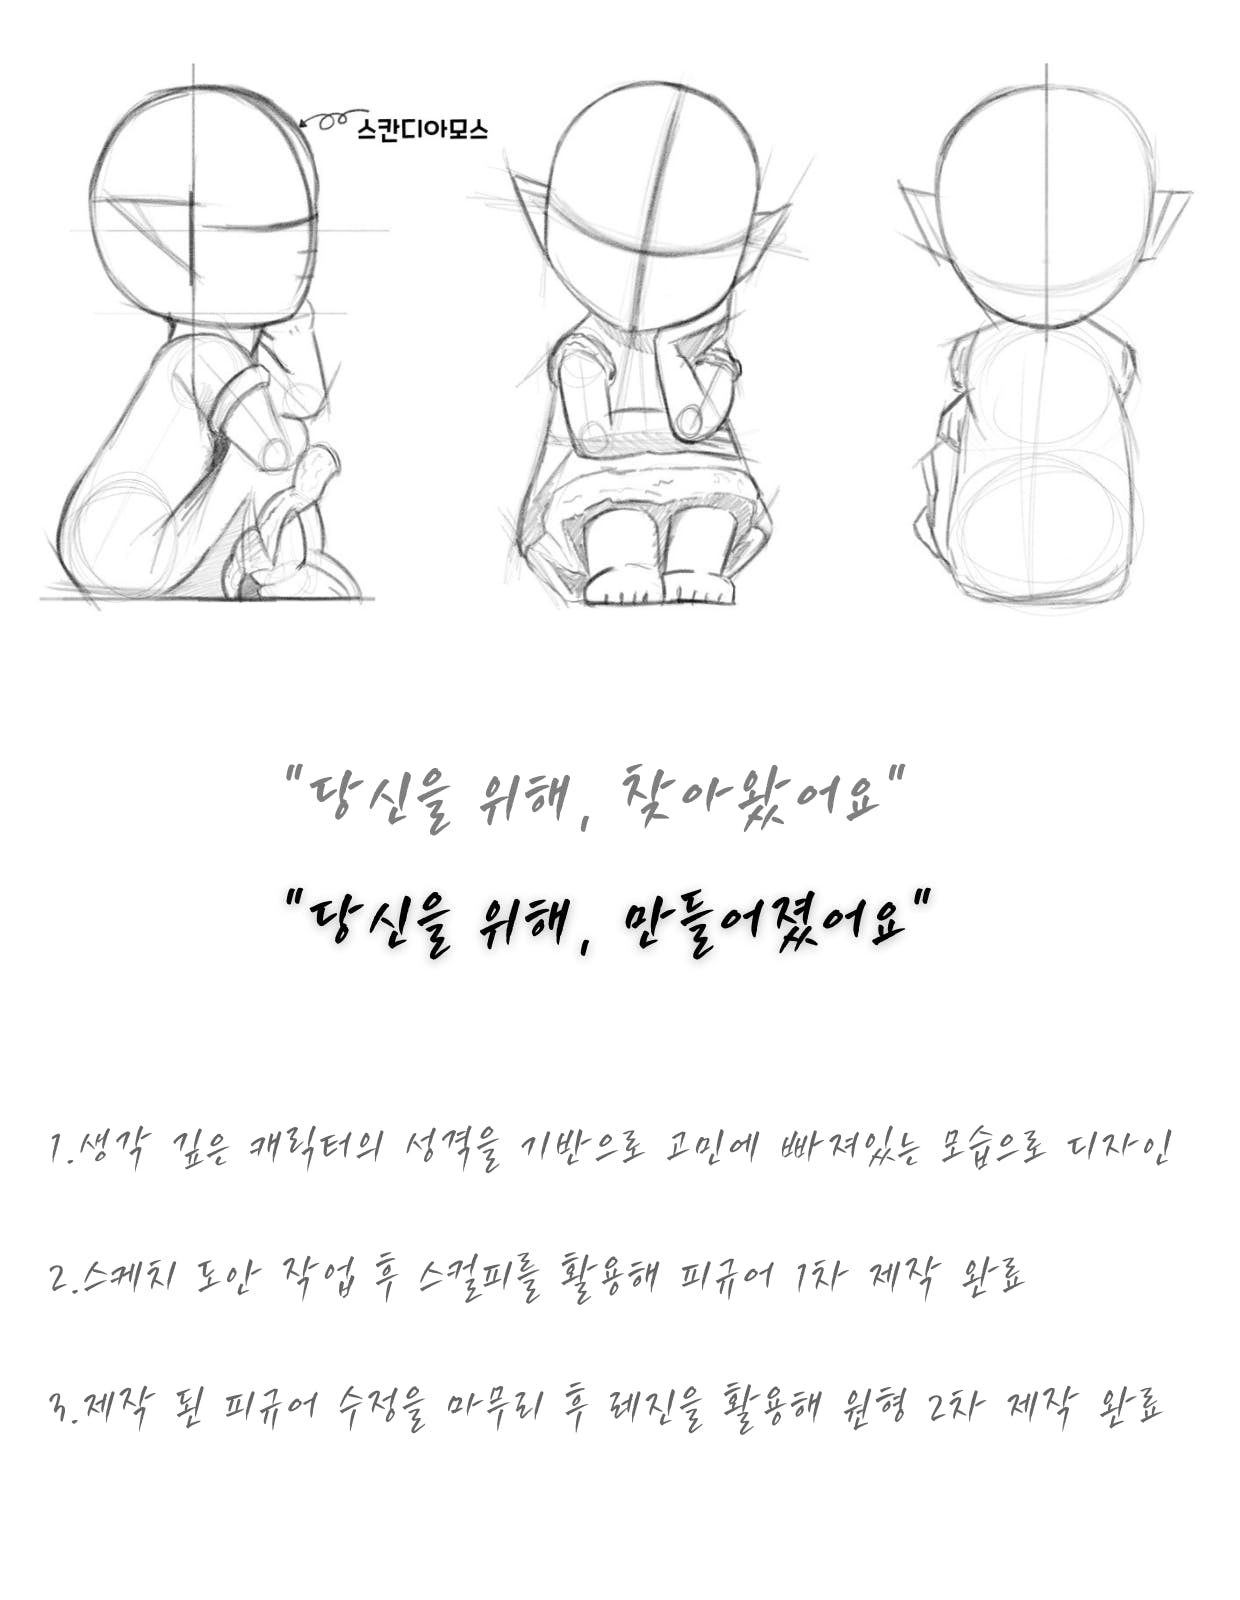 스칸디아모스
"당신을 위해, 찾아왔어요"
"당신을 위해, 만들어졌어요"
1.생각 깊은 캐릭터의 성격을 기반으로 고민에 빠져있는 모습으로 디자인
2.스케치 도안 작업 후 스컬피를 활용해 피규어 1차 제작 완료
3.제작 된 피규어 수정을 마무리 후 레진을 활용해 원형 2차 제작 완료